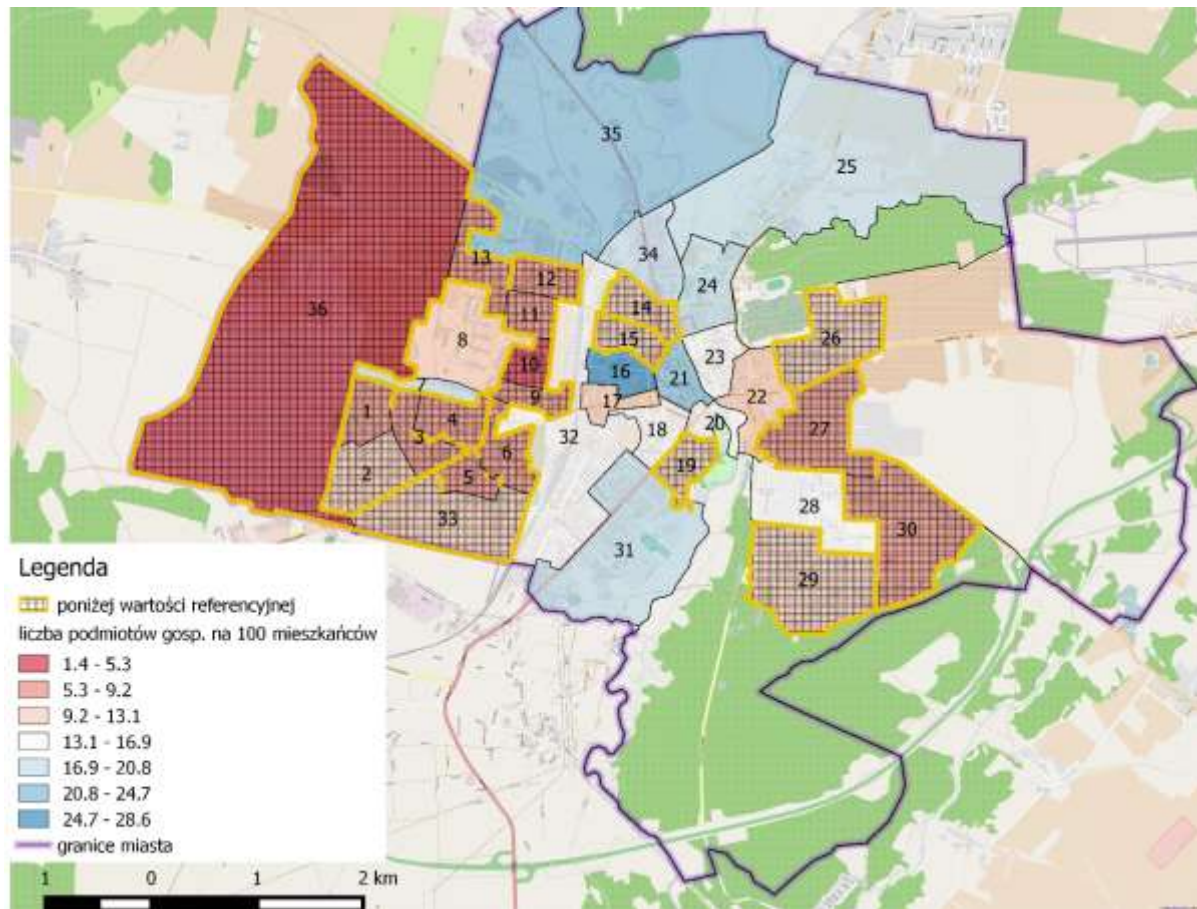 35
25
34
13
12
24
36
14
11
26
15
8
23
10
16
21
22
9
17
1
4
20
27
3
18
32
6
19
2
5
28
33
30
31
29
Legenda
poniżej wartości referencyjnej
liczba podmiotów gosp. na 100 mieszkańców
1.4 - 5.3
5.3 - 9.2
9.2 - 13.1
13.1 - 16.9
16.9 - 20.8
20.8 - 24.7
24.7 - 28.6
granice miasta
1 0 1 2 km